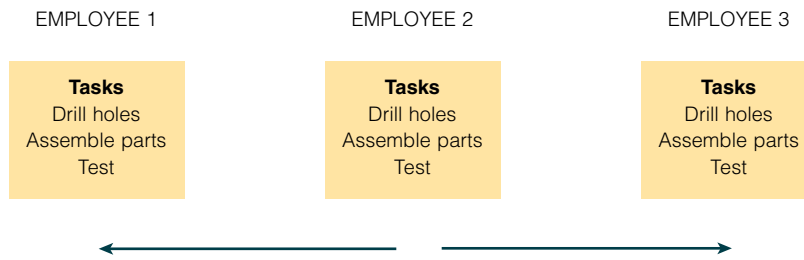 EMPLOYEE 1
EMPLOYEE 2
EMPLOYEE 3
Tasks
Drill holes
Assemble parts
Test
Tasks
Drill holes
Assemble parts
Test
Tasks
Drill holes
Assemble parts
Test